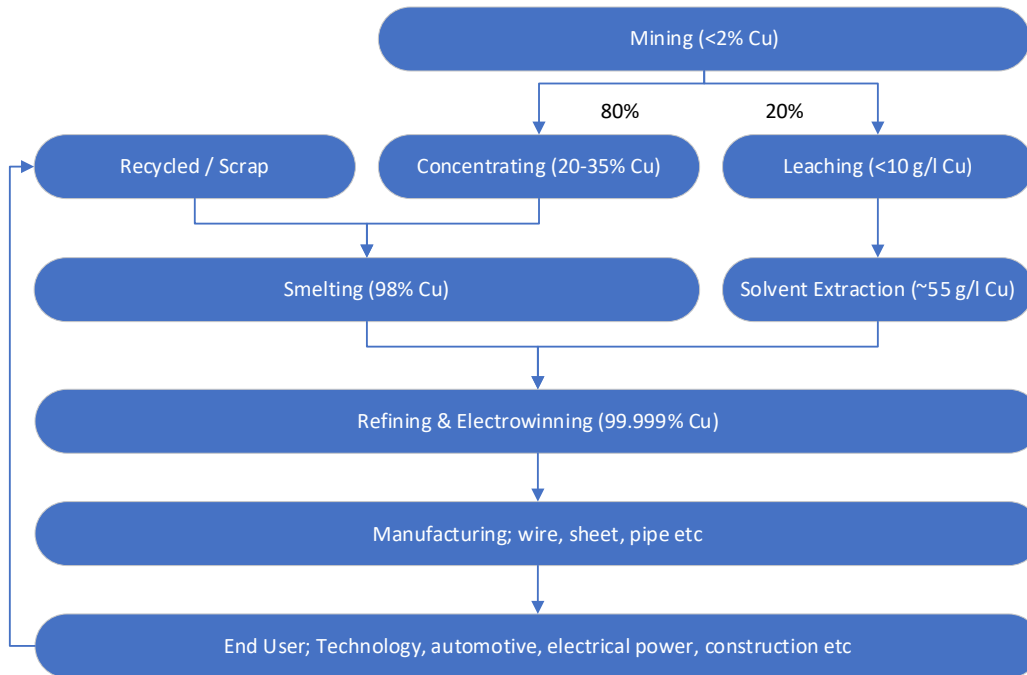 Mining (<2% Cu)
80%
20%
Recycled / Scrap
Concentrating (20-35% Cu)
Leaching (<10 g/l Cu)
Smelting (98% Cu)
Solvent Extraction (~55 g/l Cu)
Refining & Electrowinning (99.999% Cu)
Manufacturing; wire, sheet, pipe etc
End User; Technology, automotive, electrical power, construction etc